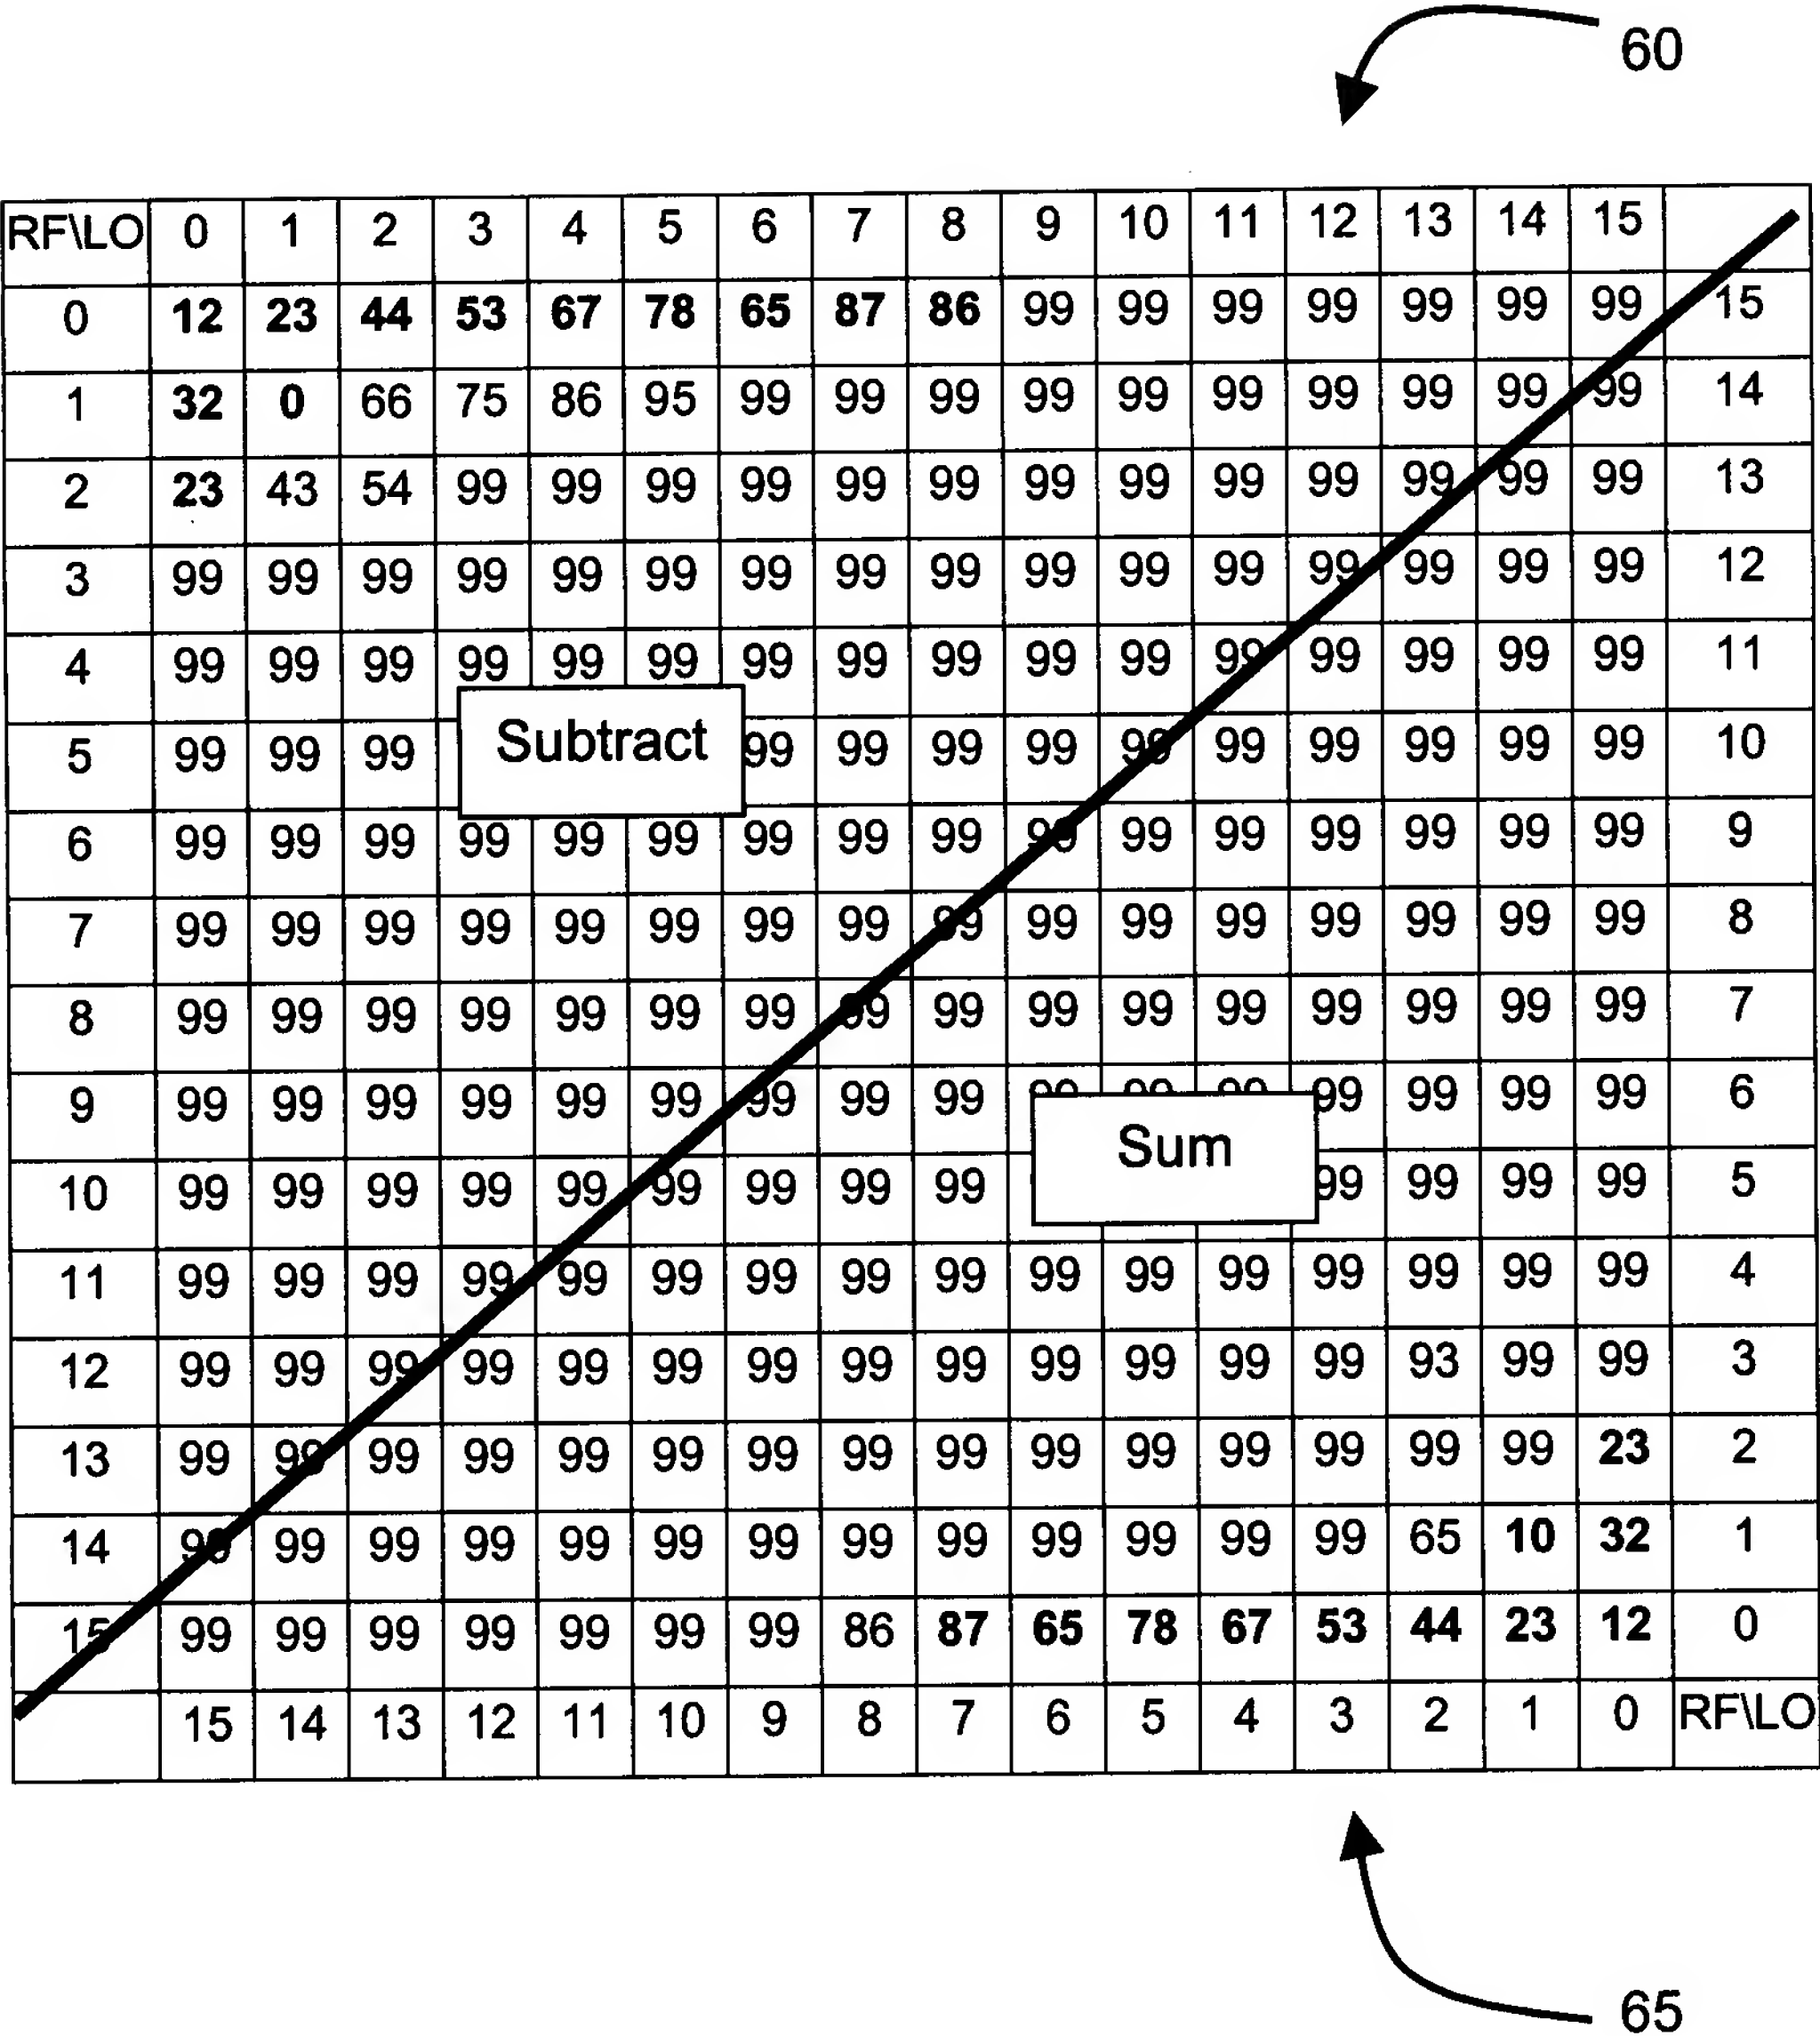 60
RF\LO 0 1 2 3 4 5 6 7 8 9 10 11 12 13 14 15
0 12 23 44 53 67 78 65 87 86 99 99 99 99 99 99 99 15
1 32 0 66 75 86 95 99 99 99 99 99 99 99 99 99 99 14
2 23 43 54 99 99 99 99 99 99 99 99 99 99 99 99 99 13
3 99 99 99 99 99 99 99 99 99 99 99 99 99 99 99 99 12
4 99 99 99 99 99 99 99 99 99 99 99 99 99 99 99 99 11
5 99 99 99 Subtract 99 99 99 99 99 99 99 99 99 99 10
6 99 99 99 99 99 99 99 99 99 99 99 99 99 99 99 99 9
7 99 99 99 99 99 99 99 99 99 99 99 99 99 99 99 99 8
8 99 99 99 99 99 99 99 99 99 99 99 99 99 99 99 99 7
9 99 99 99 99 99 99 99 99 99 99 99 99 99 99 99 99 6
Sum
10 99 99 99 99 99 99 99 99 99 99 99 99 99 5
11 99 99 99 99 99 99 99 99 99 99 99 99 99 99 99 99 4
12 99 99 99 99 99 99 99 99 99 99 99 99 99 93 99 99 3
13 99 99 99 99 99 99 99 99 99 99 99 99 99 99 99 23 2
14 99 99 99 99 99 99 99 99 99 99 99 99 99 65 10 32 1
15 99 99 99 99 99 99 99 86 87 65 78 67 53 44 23 12 0
15 14 13 12 11 10 9 8 7 6 5 4 3 2 1 0 RF\LO
65